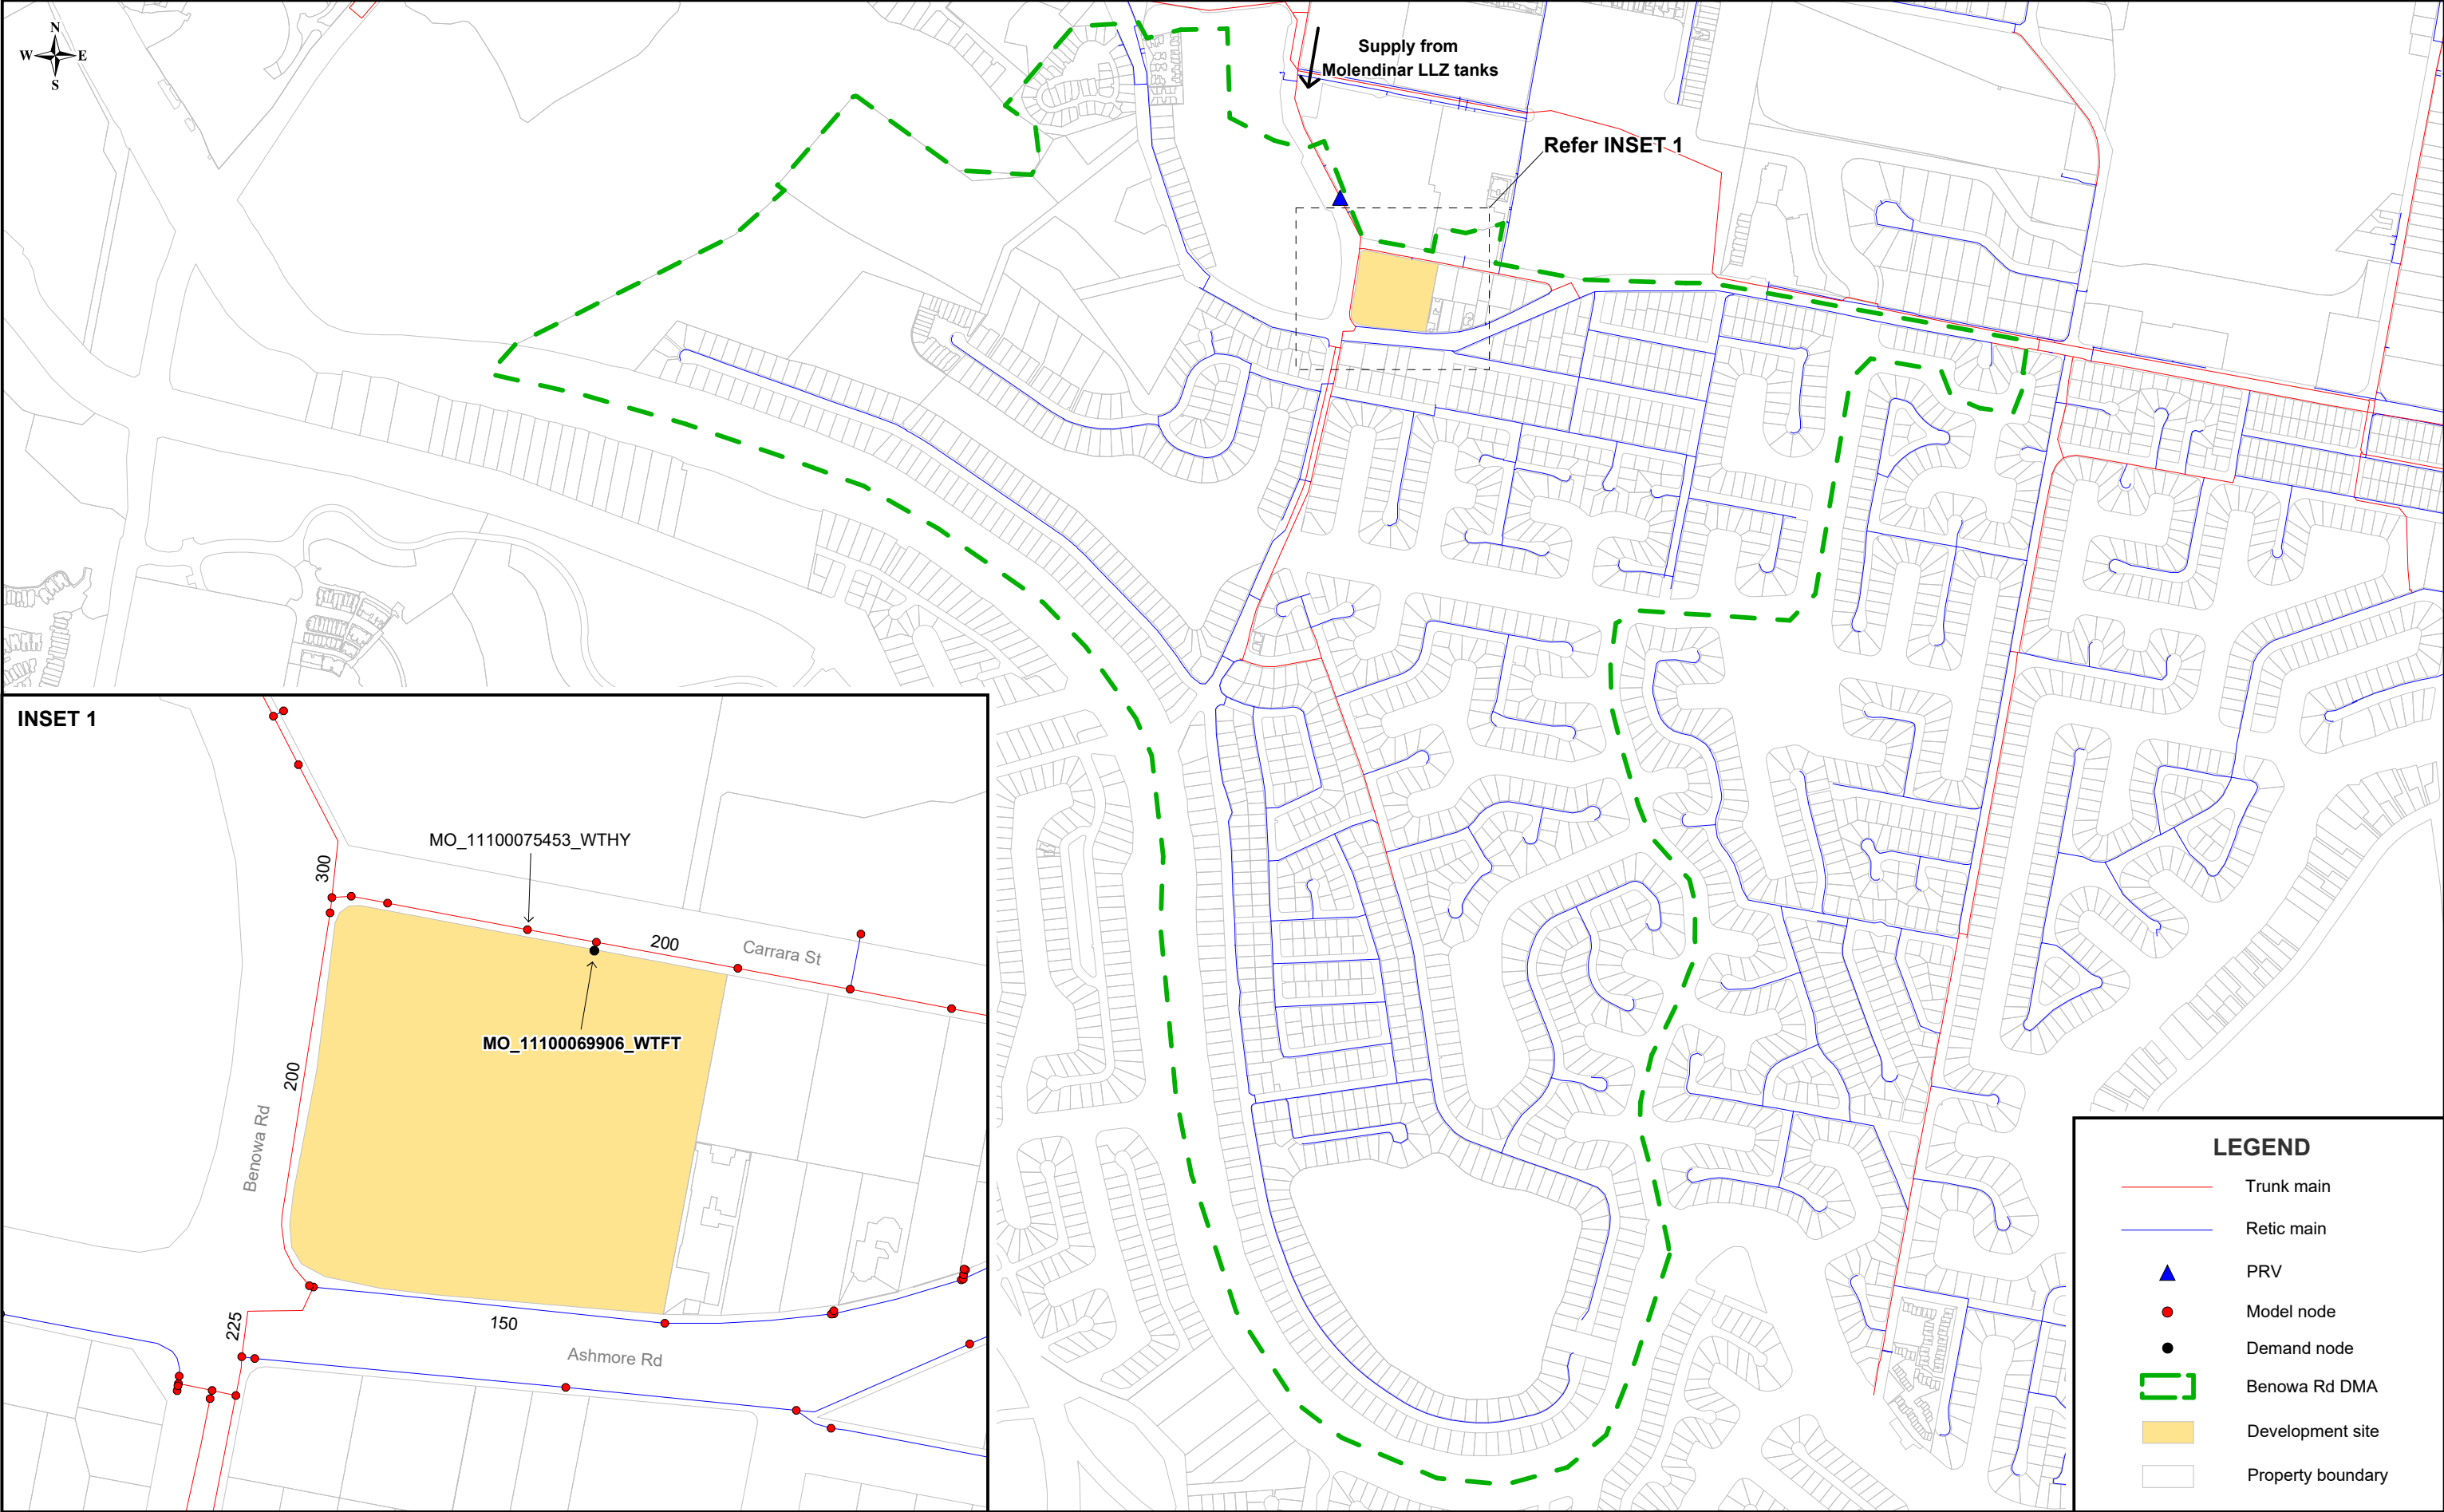 N
W E
S
Supply from
Molendinar LLZ tanks
Refer INSET 1
INSET 1
MO_11100075453_WTHY
300
200
Carrara St
MO_11100069906_WTFT
200
Benowa Rd
225
150
Ashmore Rd
LEGEND
Trunk main
Retic main
PRV
Model node
Demand node
Benowa Rd DMA
Development site
Property boundary